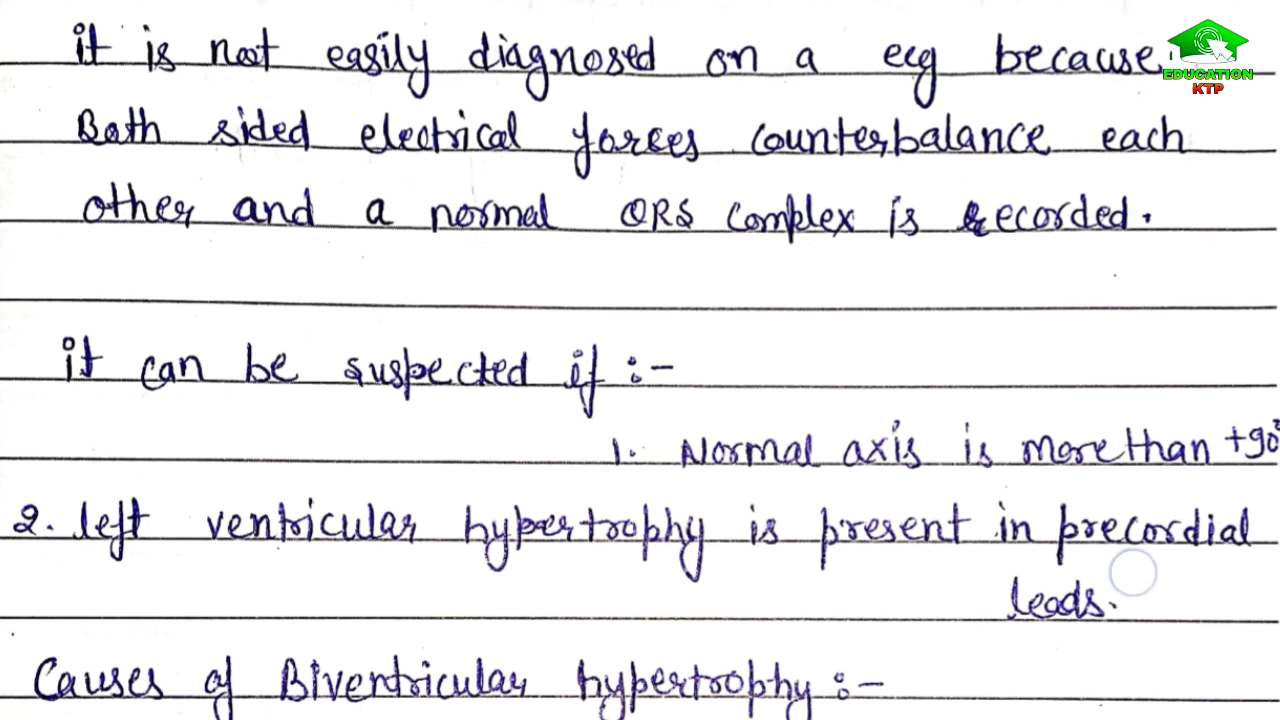 it is not easily diagnosed on a ecg because
EDUCATION
KTP
Both sided electrical forces counterbalance each
other and a normal QRS complex is recorded.
it can be suspected if :-
1. Normal axis is more than +90°
2. left ventricular hypertrophy is present in precordial
leads.
Causes of Biventricular hypertrophy :-